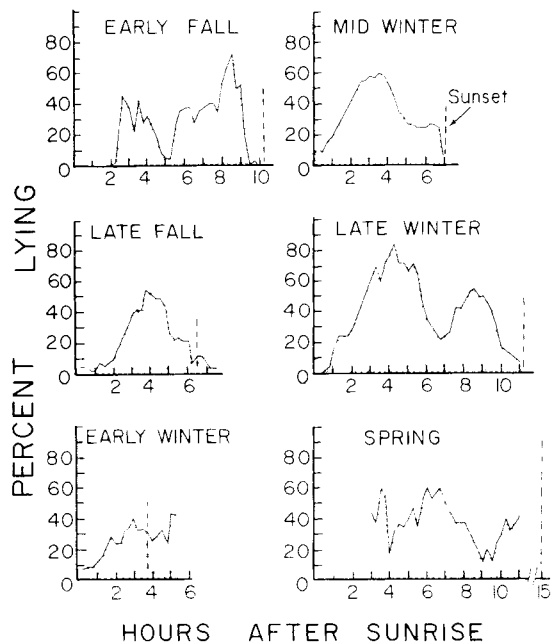 EARLY FALL
80
60
40
20
0
2 4 6 8 10
MID WINTER
80
60
40
20
0
0 2 4 6
Sunset
LATE FALL
80
60
40
20
0
2 4 6
LATE WINTER
80
60
40
20
0
2 4 6 8 10
EARLY WINTER
80
60
40
20
0
0 2 4 6
SPRING
80
60
40
20
0
2 4 6 8 10 15
PERCENT LYING
HOURS AFTER SUNRISE